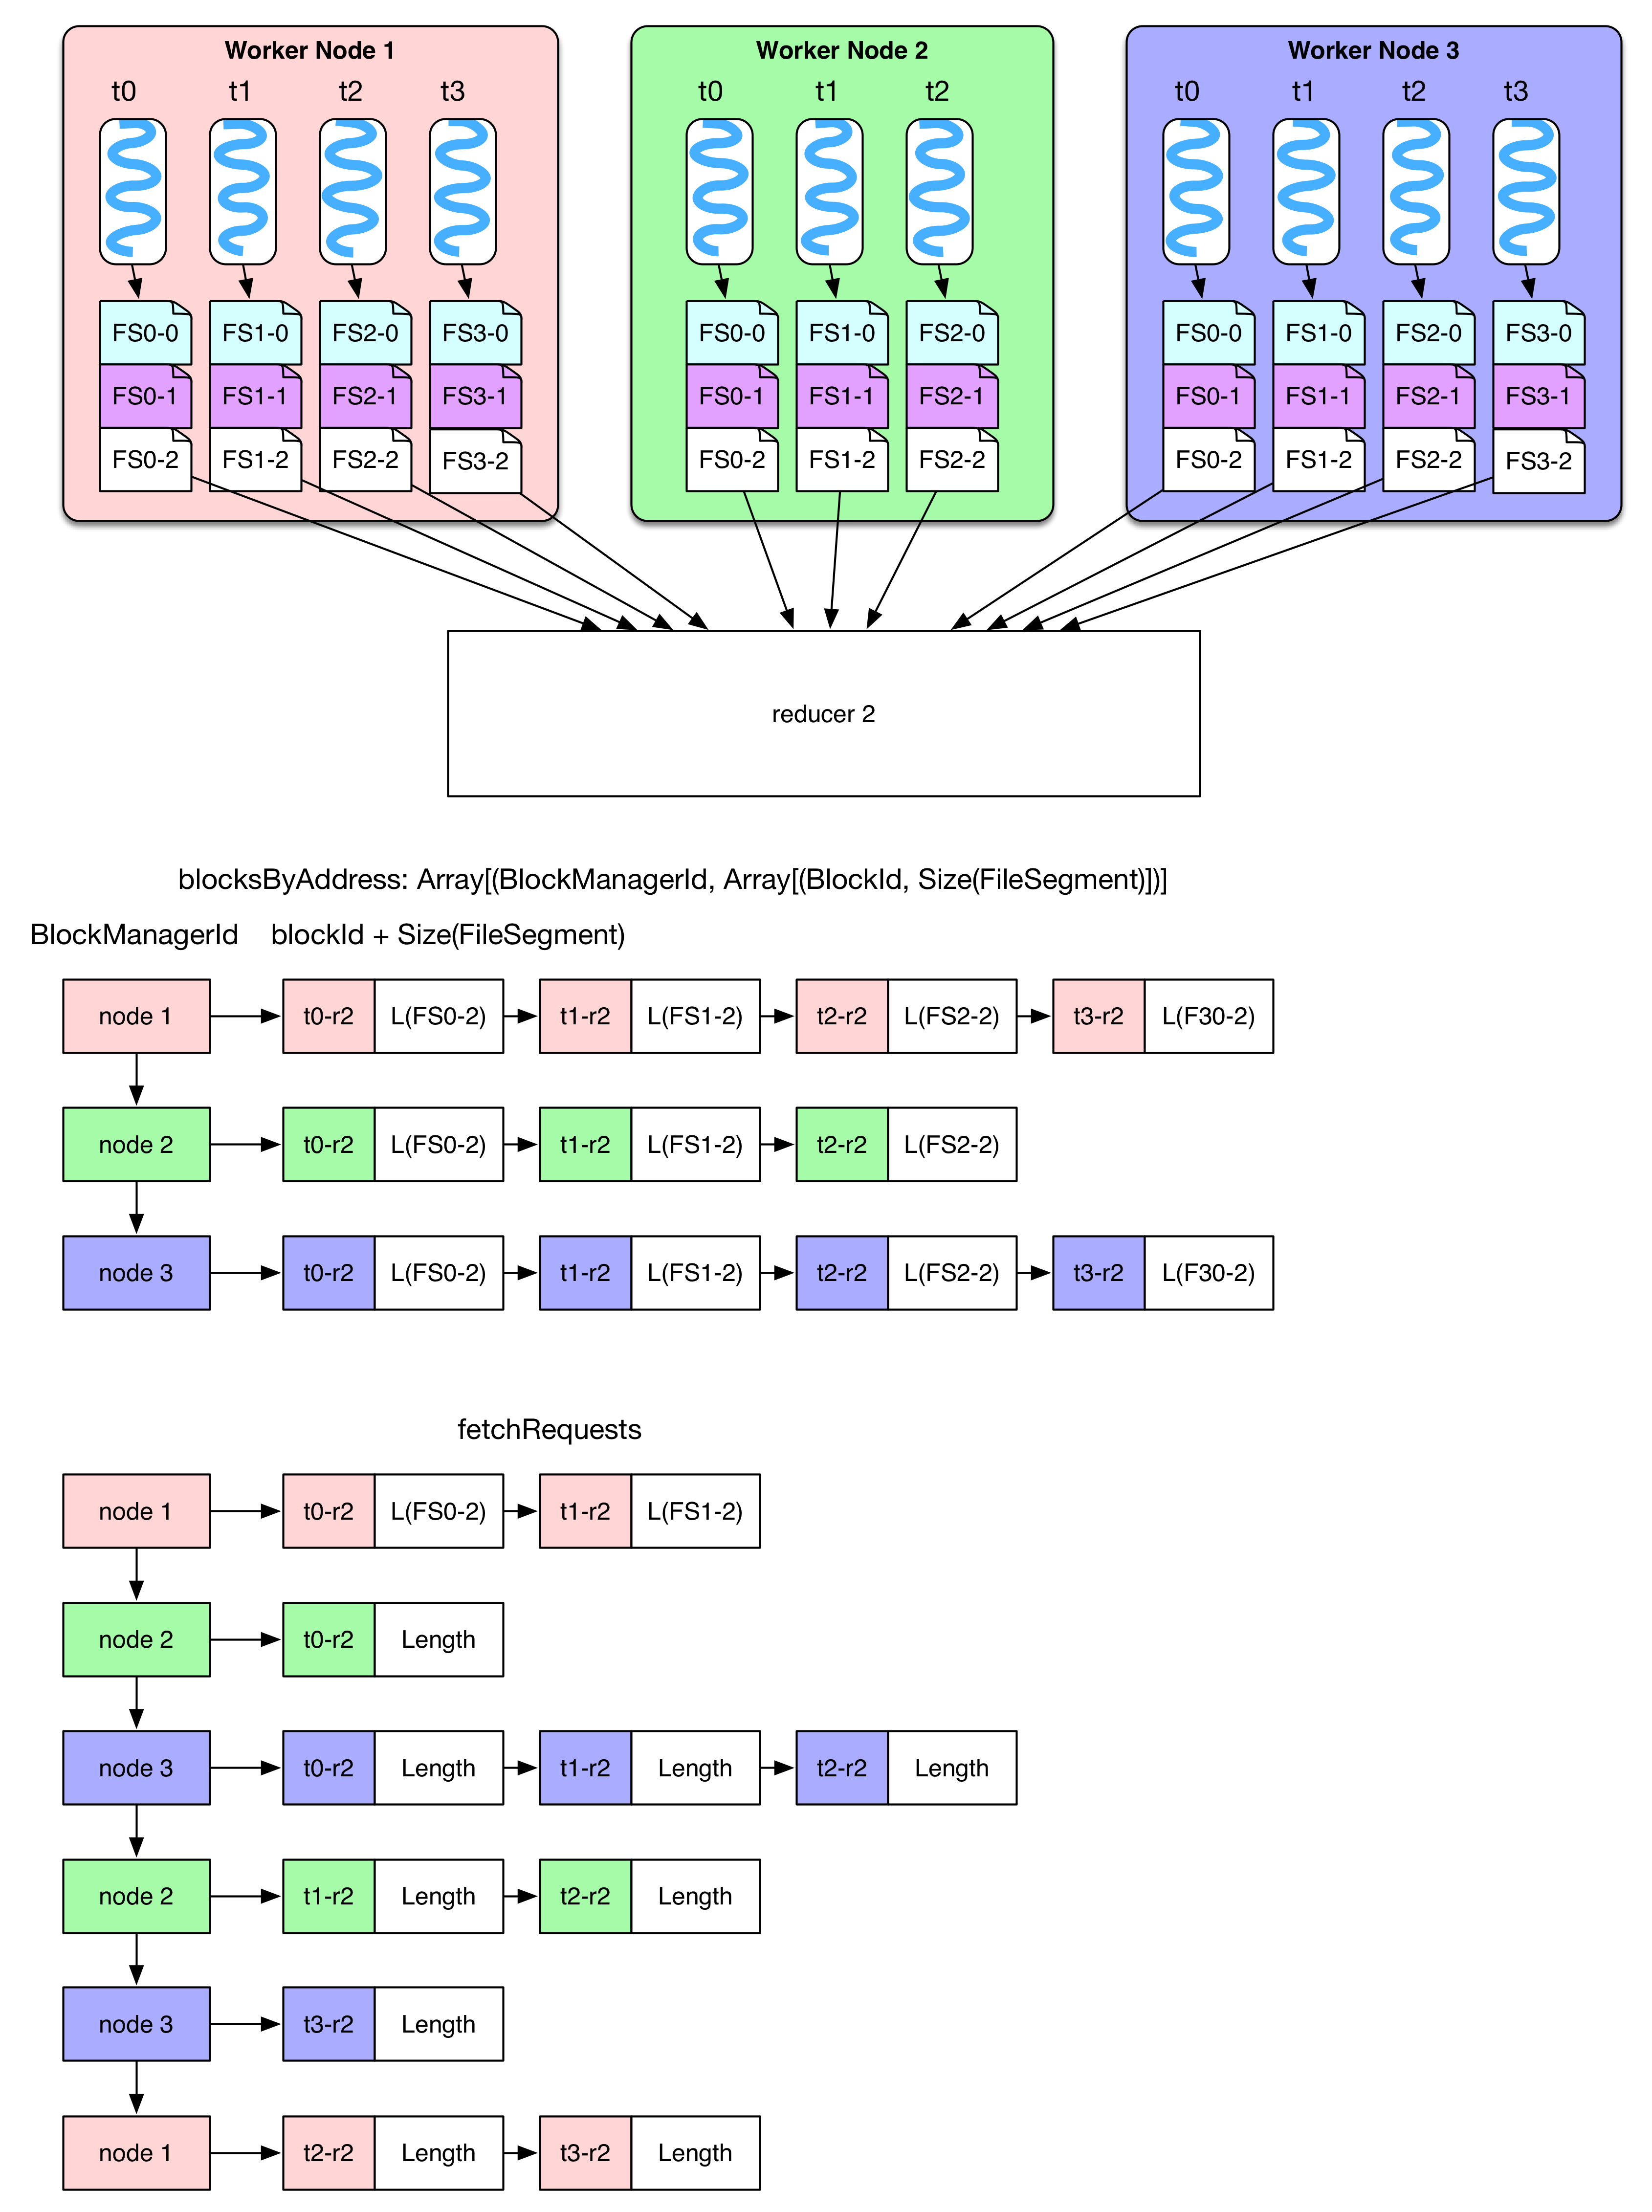 Worker Node 1 Worker Node 2 Worker Node 3
t0 t1 t2 t3 t0 t1 t2 t0 t1 t2 t3
FS0-0 FS1-0 FS2-0 FS3-0 FS0-0 FS1-0 FS2-0 FS0-0 FS1-0 FS2-0 FS3-0
FS0-1 FS1-1 FS2-1 FS3-1 FS0-1 FS1-1 FS2-1 FS0-1 FS1-1 FS2-1 FS3-1
FS0-2 FS1-2 FS2-2 FS3-2 FS0-2 FS1-2 FS2-2 FS0-2 FS1-2 FS2-2 FS3-2
reducer 2
blocksByAddress: Array[(BlockManagerId, Array[(BlockId, Size(FileSegment)])]
BlockManagerId blockId + Size(FileSegment)
node 1 t0-r2 L(FS0-2) t1-r2 L(FS1-2) t2-r2 L(FS2-2) t3-r2 L(F30-2)
node 2 t0-r2 L(FS0-2) t1-r2 L(FS1-2) t2-r2 L(FS2-2)
node 3 t0-r2 L(FS0-2) t1-r2 L(FS1-2) t2-r2 L(FS2-2) t3-r2 L(F30-2)
fetchRequests
node 1 t0-r2 L(FS0-2) t1-r2 L(FS1-2)
node 2 t0-r2 Length
node 3 t0-r2 Length t1-r2 Length t2-r2 Length
node 2 t1-r2 Length t2-r2 Length
node 3 t3-r2 Length
node 1 t2-r2 Length t3-r2 Length